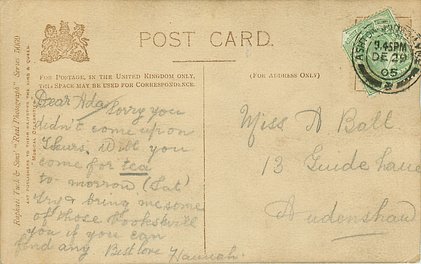 POST CARD.
FOR POSTAGE, IN THE UNITED KINGDOM ONLY,
THIS SPACE MAY BE USED FOR CORRESPONDENCE.
(FOR ADDRESS ONLY)
Raphael Tuck & Sons' "Real Photograph" Series 5029
Dear Ada, Sorry you
didn't come up on
Thurs. Will you
come for tea
to morrow. (Sat)
Try & bring me some
of those books will
you if you can
find any. Best love Hannah.
Miss A Ball
13 Guide Lane
Audenshaw
9.45PM
DE 29
05